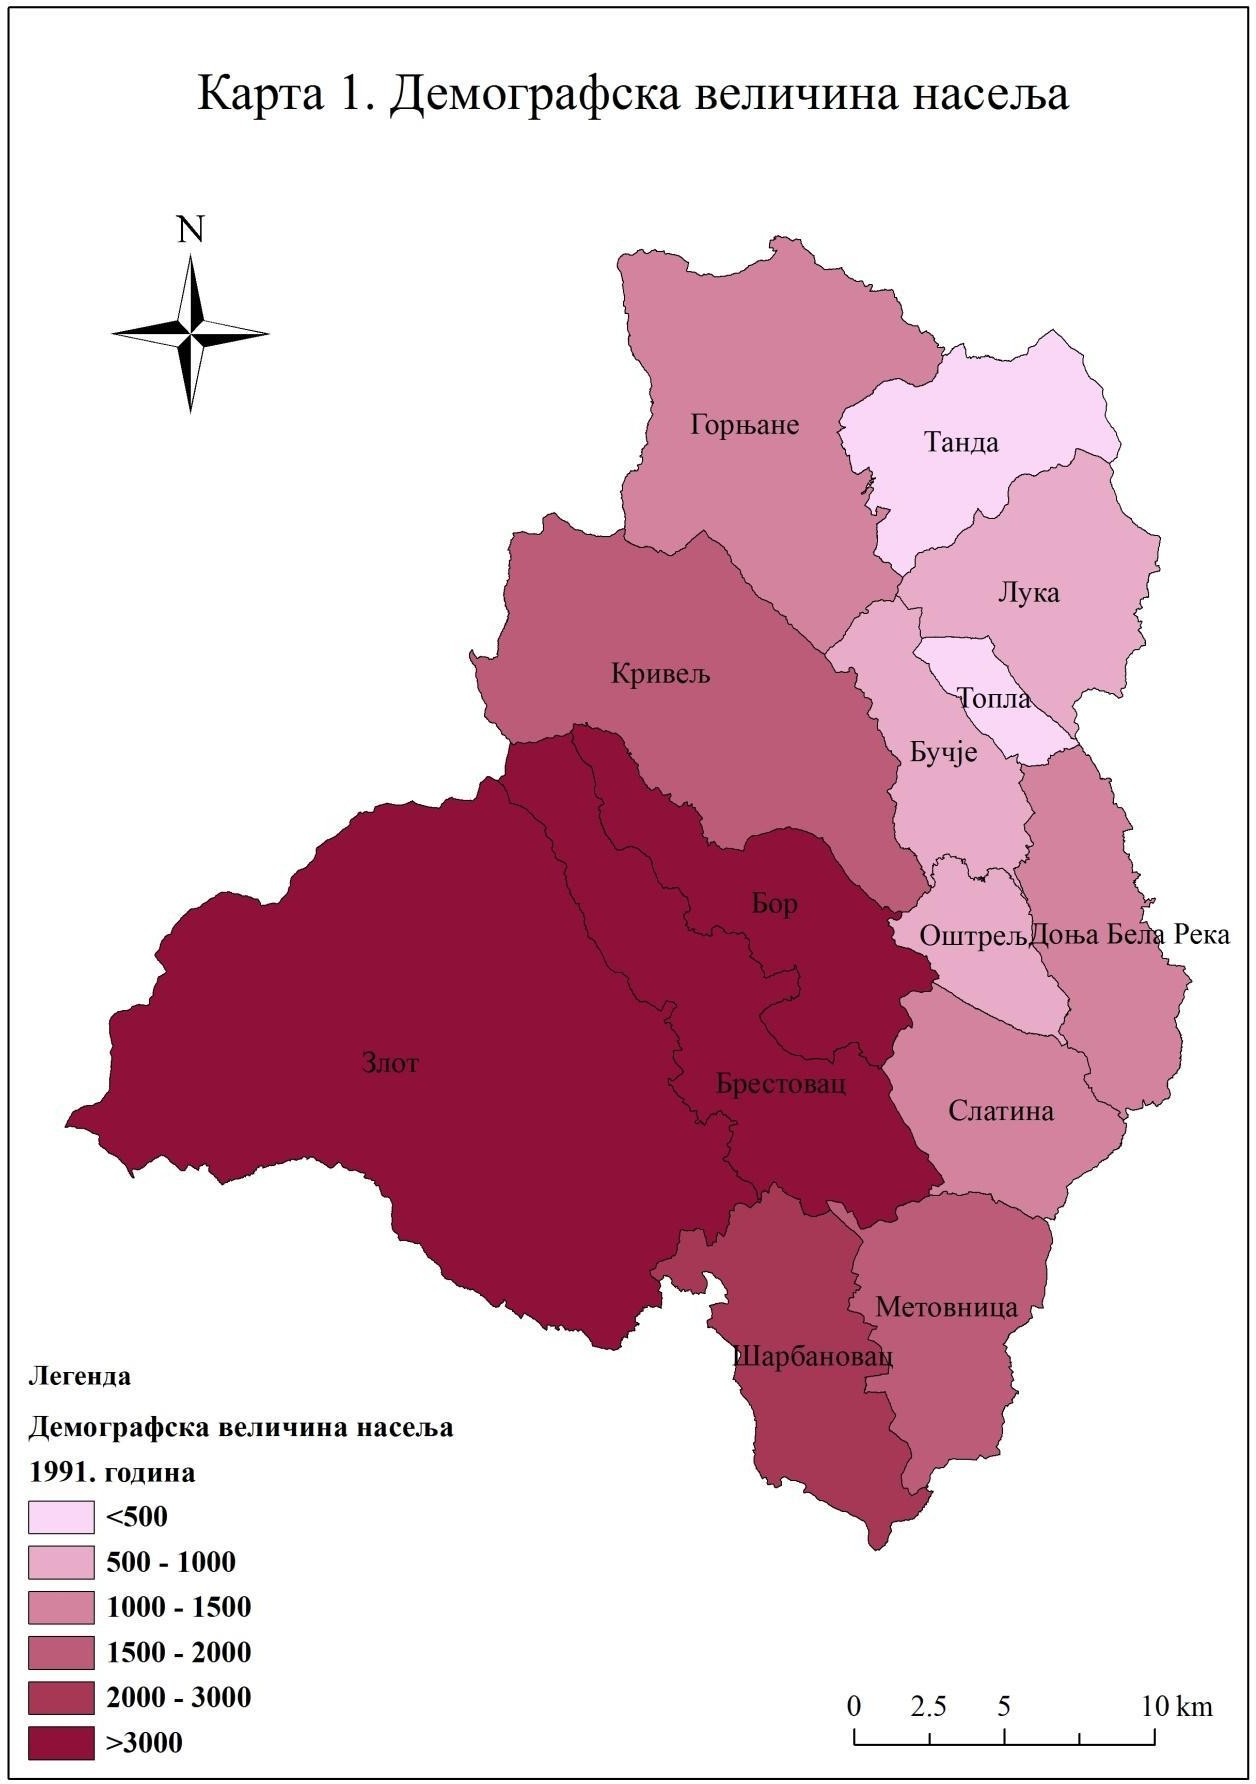 Карта 1. Демографска величина насеља
N
Горњане
Танда
Лука
Кривељ
Топла
Бучје
Бор
Оштрељ
Доња Бела Река
Злот
Брестовац
Слатина
Метовница
Шарбановац
Легенда
Демографска величина насеља
1991. година
<500
500 - 1000
1000 - 1500
1500 - 2000
2000 - 3000
>3000
0 2.5 5 10 km